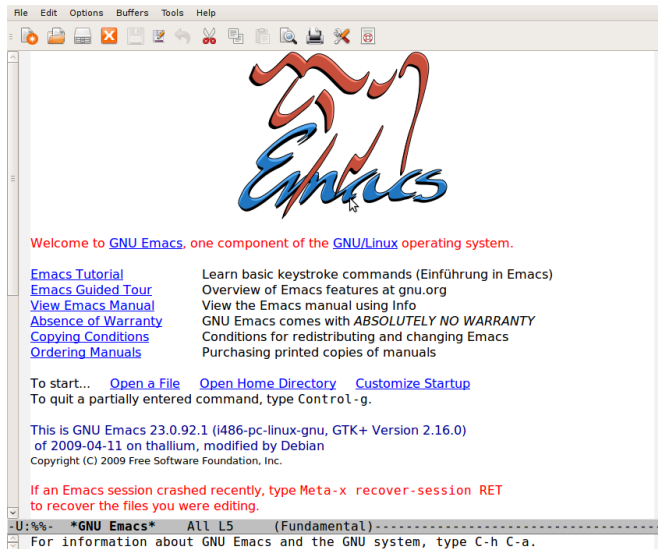 File Edit Options Buffers Tools Help
Emacs
Welcome to GNU Emacs, one component of the GNU/Linux operating system.
Emacs Tutorial Learn basic keystroke commands (Einführung in Emacs)
Emacs Guided Tour Overview of Emacs features at gnu.org
View Emacs Manual View the Emacs manual using Info
Absence of Warranty GNU Emacs comes with ABSOLUTELY NO WARRANTY
Copying Conditions Conditions for redistributing and changing Emacs
Ordering Manuals Purchasing printed copies of manuals
To start... Open a File Open Home Directory Customize Startup
To quit a partially entered command, type Control-g.
This is GNU Emacs 23.0.92.1 (i486-pc-linux-gnu, GTK+ Version 2.16.0)
of 2009-04-11 on thallium, modified by Debian
Copyright (C) 2009 Free Software Foundation, Inc.
If an Emacs session crashed recently, type Meta-x recover-session RET
to recover the files you were editing.
-U:%%- *GNU Emacs* All L5 (Fundamental)-----------------------------------
For information about GNU Emacs and the GNU system, type C-h C-a.